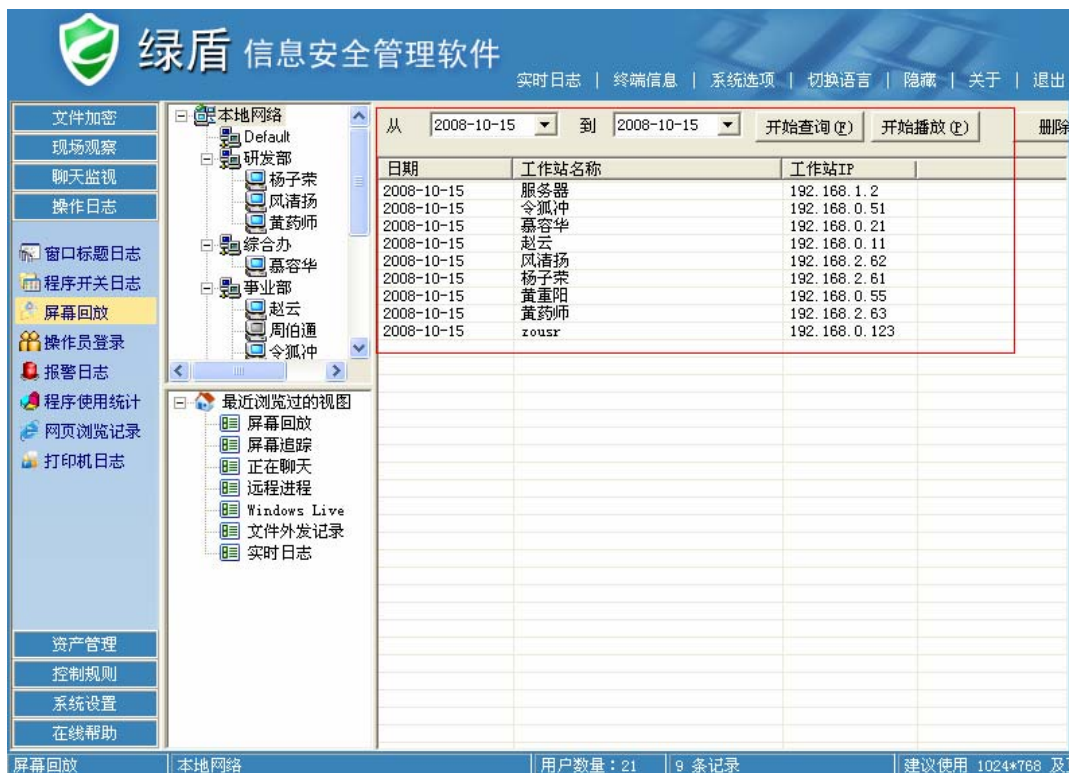 绿盾 信息安全管理软件
实时日志 | 终端信息 | 系统选项 | 切换语言 | 隐藏 | 关于 | 退出
文件加密
现场观察
聊天监视
操作日志
窗口标题日志
程序开关日志
屏幕回放
操作员登录
报警日志
程序使用统计
网页浏览记录
打印机日志
资产管理
控制规则
系统设置
在线帮助
本地网络
Default
研发部
杨子荣
风清扬
黄药师
综合办
慕容华
事业部
赵云
周伯通
令狐冲
最近浏览过的视图
屏幕回放
屏幕追踪
正在聊天
远程进程
Windows Live
文件外发记录
实时日志
从 2008-10-15 到 2008-10-15 开始查询(F) 开始播放(P) 删除
日期 工作站名称 工作站IP
2008-10-15 服务器 192.168.1.2
2008-10-15 令狐冲 192.168.0.51
2008-10-15 慕容华 192.168.0.21
2008-10-15 赵云 192.168.0.11
2008-10-15 风清扬 192.168.2.62
2008-10-15 杨子荣 192.168.2.61
2008-10-15 黄重阳 192.168.0.55
2008-10-15 黄药师 192.168.2.63
2008-10-15 zousr 192.168.0.123
屏幕回放 本地网络 用户数量：21 9 条记录 建议使用 1024*768 及